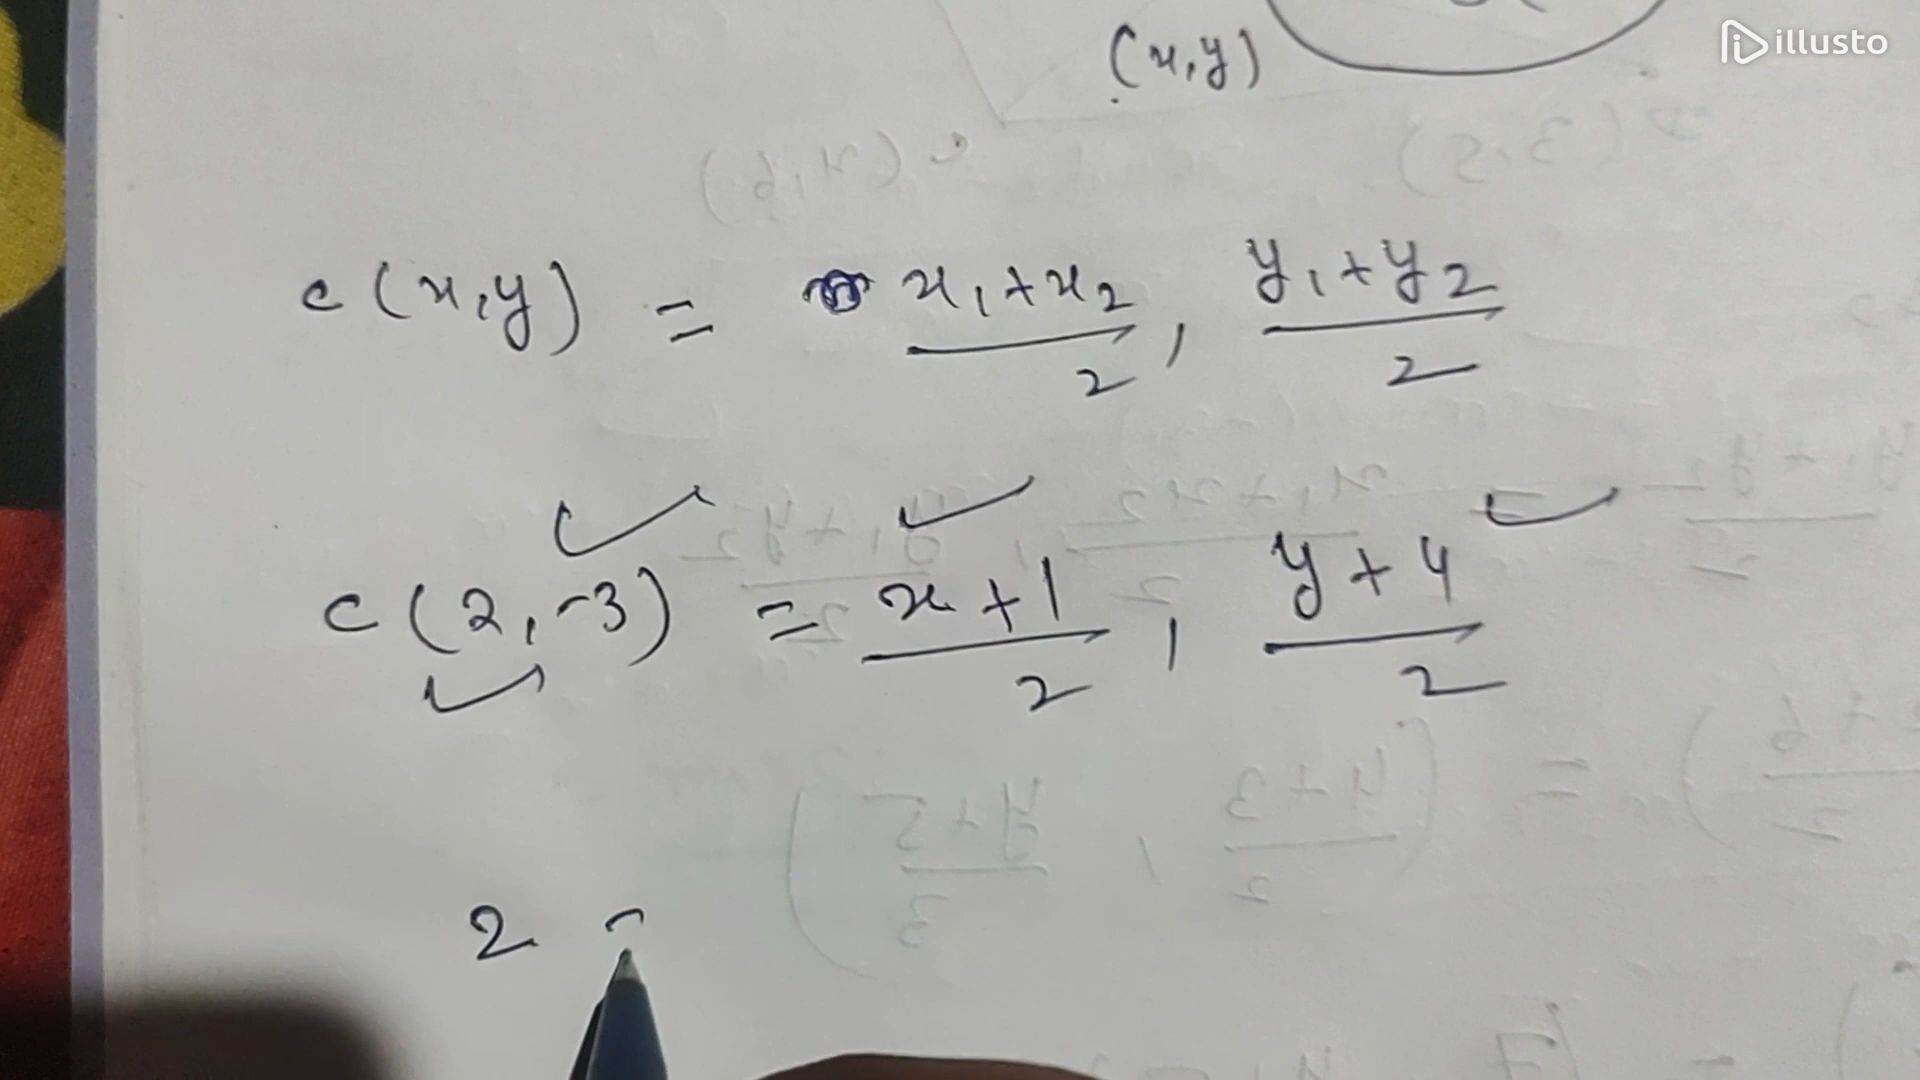 illusto
(x,y)
c(x,y) = x₁+x₂/2, y₁+y₂/2
c(2,-3) = x+1/2, y+4/2
2